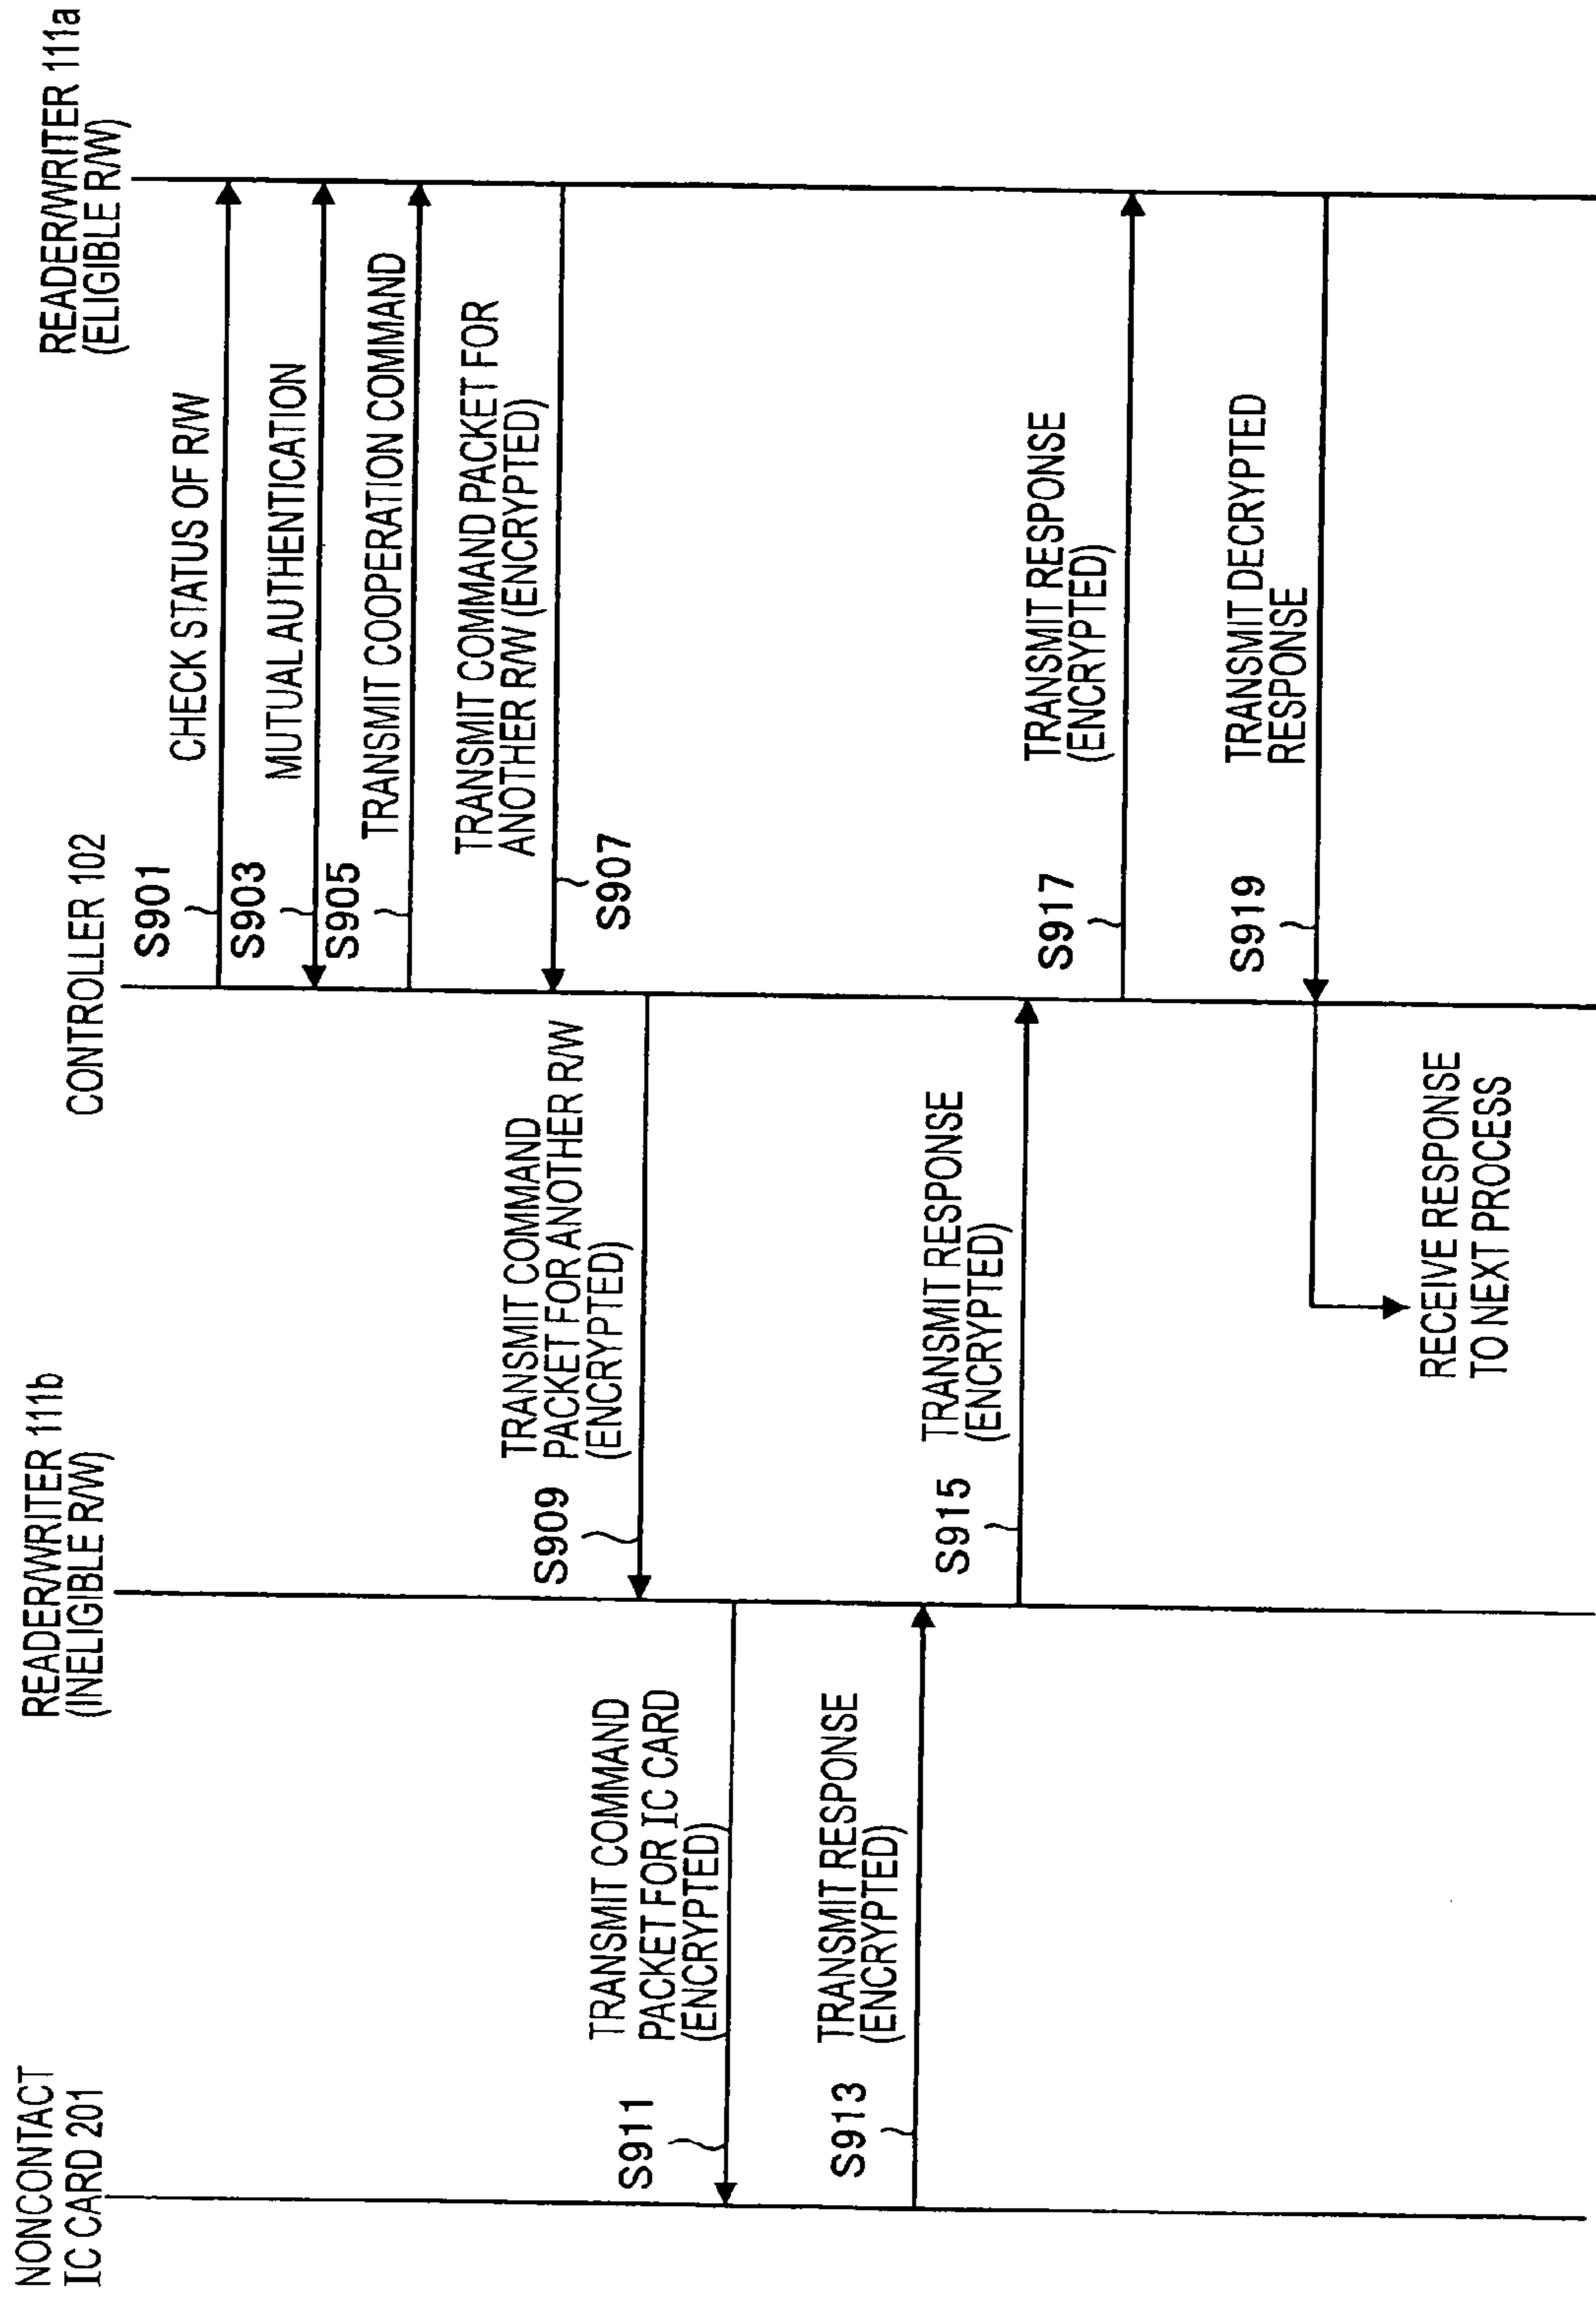 NONCONTACT
IC CARD 201
READER/WRITER 111b
(INELIGIBLE R/W)
CONTROLLER 102
READER/WRITER 111a
(ELIGIBLE R/W)
S901
CHECK STATUS OF R/W
S903
MUTUAL AUTHENTICATION
S905
TRANSMIT COOPERATION COMMAND
TRANSMIT COMMAND PACKET FOR
ANOTHER R/W (ENCRYPTED)
S907
TRANSMIT COMMAND
PACKET FOR ANOTHER R/W
(ENCRYPTED)
S909
TRANSMIT COMMAND
PACKET FOR IC CARD
(ENCRYPTED)
S911
TRANSMIT RESPONSE
(ENCRYPTED)
S913
TRANSMIT RESPONSE
(ENCRYPTED)
S915
TRANSMIT RESPONSE
(ENCRYPTED)
S917
TRANSMIT DECRYPTED
RESPONSE
S919
RECEIVE RESPONSE
TO NEXT PROCESS